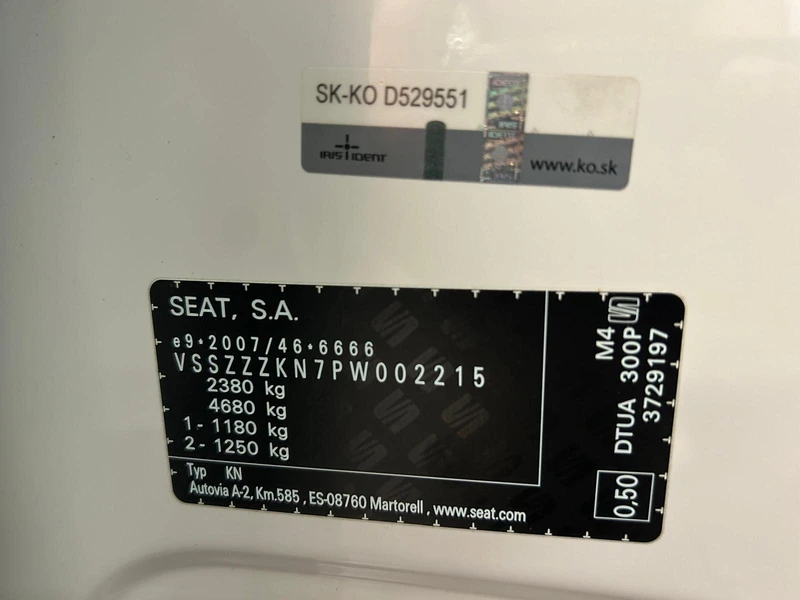 SK-KO D529551
IRIS IDENT
www.ko.sk
SEAT, S.A.
e9*2007/46*6666
VSSZZZKN7PW002215
2380 kg
4680 kg
1- 1180 kg
2- 1250 kg
Typ KN
Autovia A-2, Km.585 , ES-08760 Martorell , www.seat.com
M4
DTUA 300P
3729197
0,50